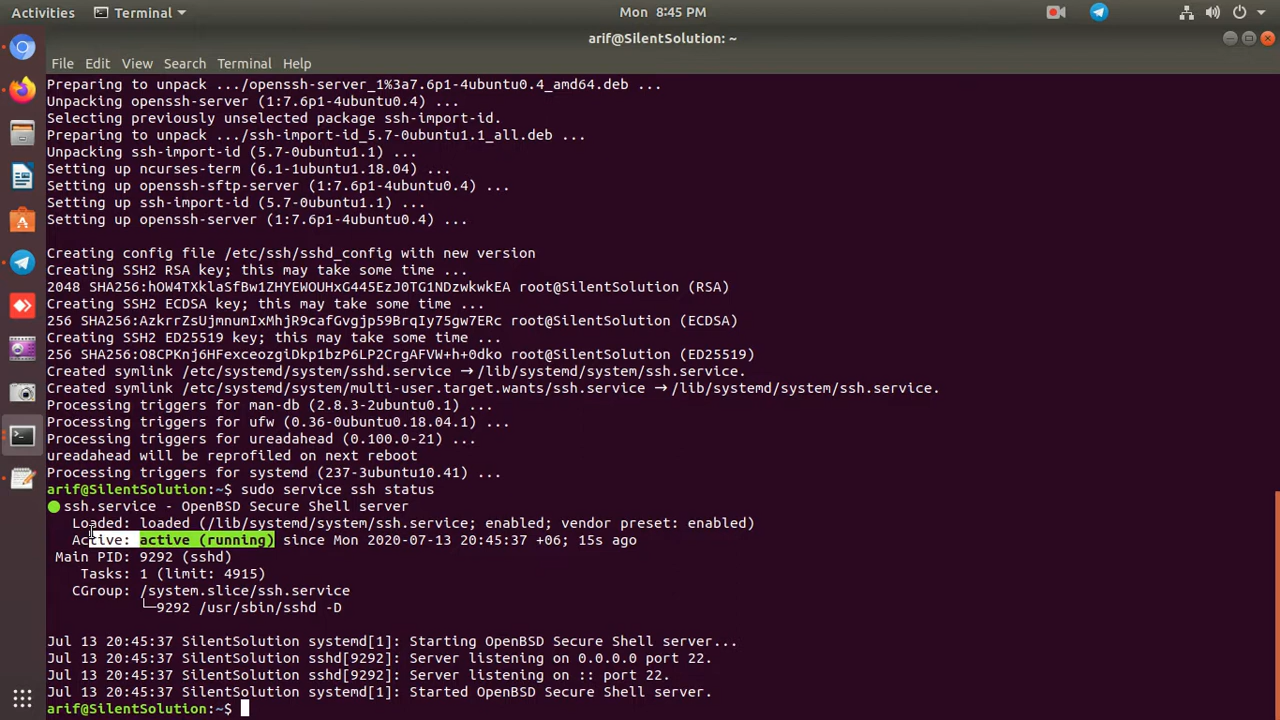 Activities
Terminal
Mon 8:45 PM
arif@SilentSolution: ~
File Edit View Search Terminal Help
Preparing to unpack .../openssh-server_1%3a7.6p1-4ubuntu0.4_amd64.deb ...
Unpacking openssh-server (1:7.6p1-4ubuntu0.4) ...
Selecting previously unselected package ssh-import-id.
Preparing to unpack .../ssh-import-id_5.7-0ubuntu1.1_all.deb ...
Unpacking ssh-import-id (5.7-0ubuntu1.1) ...
Setting up ncurses-term (6.1-1ubuntu1.18.04) ...
Setting up openssh-sftp-server (1:7.6p1-4ubuntu0.4) ...
Setting up ssh-import-id (5.7-0ubuntu1.1) ...
Setting up openssh-server (1:7.6p1-4ubuntu0.4) ...
Creating config file /etc/ssh/sshd_config with new version
Creating SSH2 RSA key; this may take some time ...
2048 SHA256:hOW4TXklaSfBw1ZHYEWOUHxG445EzJ0TG1NDzwkwkEA root@SilentSolution (RSA)
Creating SSH2 ECDSA key; this may take some time ...
256 SHA256:AzkrrZsUjmnumIxMhjR9cafGvgjp59BrqIy75gw7ERc root@SilentSolution (ECDSA)
Creating SSH2 ED25519 key; this may take some time ...
256 SHA256:O8CPKnj6HFexceozgiDkp1bzP6LP2CrgAFVW+h+0dko root@SilentSolution (ED25519)
Created symlink /etc/systemd/system/sshd.service → /lib/systemd/system/ssh.service.
Created symlink /etc/systemd/system/multi-user.target.wants/ssh.service → /lib/systemd/system/ssh.service.
Processing triggers for man-db (2.8.3-2ubuntu0.1) ...
Processing triggers for ufw (0.36-0ubuntu0.18.04.1) ...
Processing triggers for ureadahead (0.100.0-21) ...
ureadahead will be reprofiled on next reboot
Processing triggers for systemd (237-3ubuntu10.41) ...
arif@SilentSolution:~$ sudo service ssh status
● ssh.service - OpenBSD Secure Shell server
Loaded: loaded (/lib/systemd/system/ssh.service; enabled; vendor preset: enabled)
Active: active (running) since Mon 2020-07-13 20:45:37 +06; 15s ago
Main PID: 9292 (sshd)
Tasks: 1 (limit: 4915)
CGroup: /system.slice/ssh.service
└─9292 /usr/sbin/sshd -D
Jul 13 20:45:37 SilentSolution systemd[1]: Starting OpenBSD Secure Shell server...
Jul 13 20:45:37 SilentSolution sshd[9292]: Server listening on 0.0.0.0 port 22.
Jul 13 20:45:37 SilentSolution sshd[9292]: Server listening on :: port 22.
Jul 13 20:45:37 SilentSolution systemd[1]: Started OpenBSD Secure Shell server.
arif@SilentSolution:~$